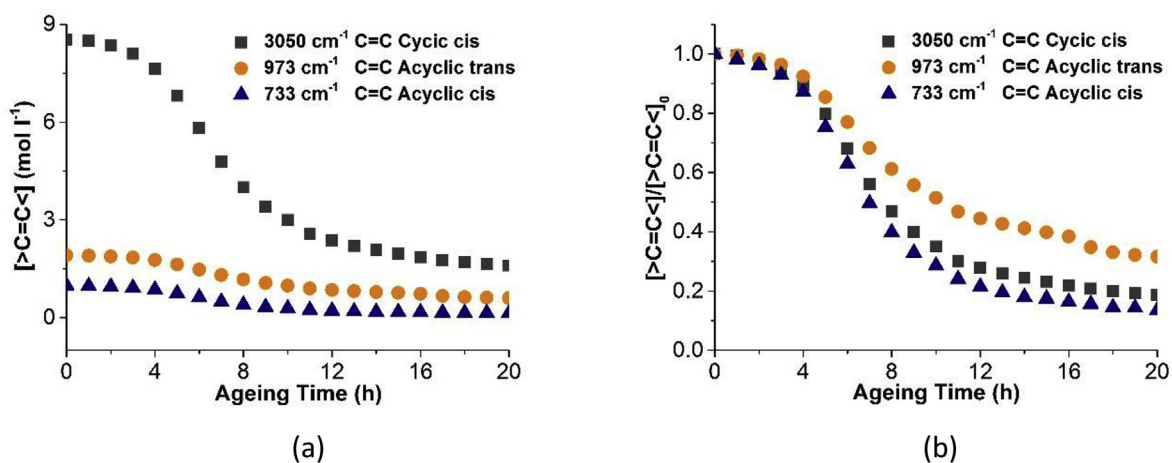 9
6
3
0
[>C=C<] (mol l⁻¹)
3050 cm⁻¹ C=C Cycic cis
973 cm⁻¹ C=C Acyclic trans
733 cm⁻¹ C=C Acyclic cis
0 4 8 12 16 20
Ageing Time (h)
(a)
1.0
0.8
0.6
0.4
0.2
0.0
[>C=C<]/[>C=C<]₀
3050 cm⁻¹ C=C Cycic cis
973 cm⁻¹ C=C Acyclic trans
733 cm⁻¹ C=C Acyclic cis
0 4 8 12 16 20
Ageing Time (h)
(b)